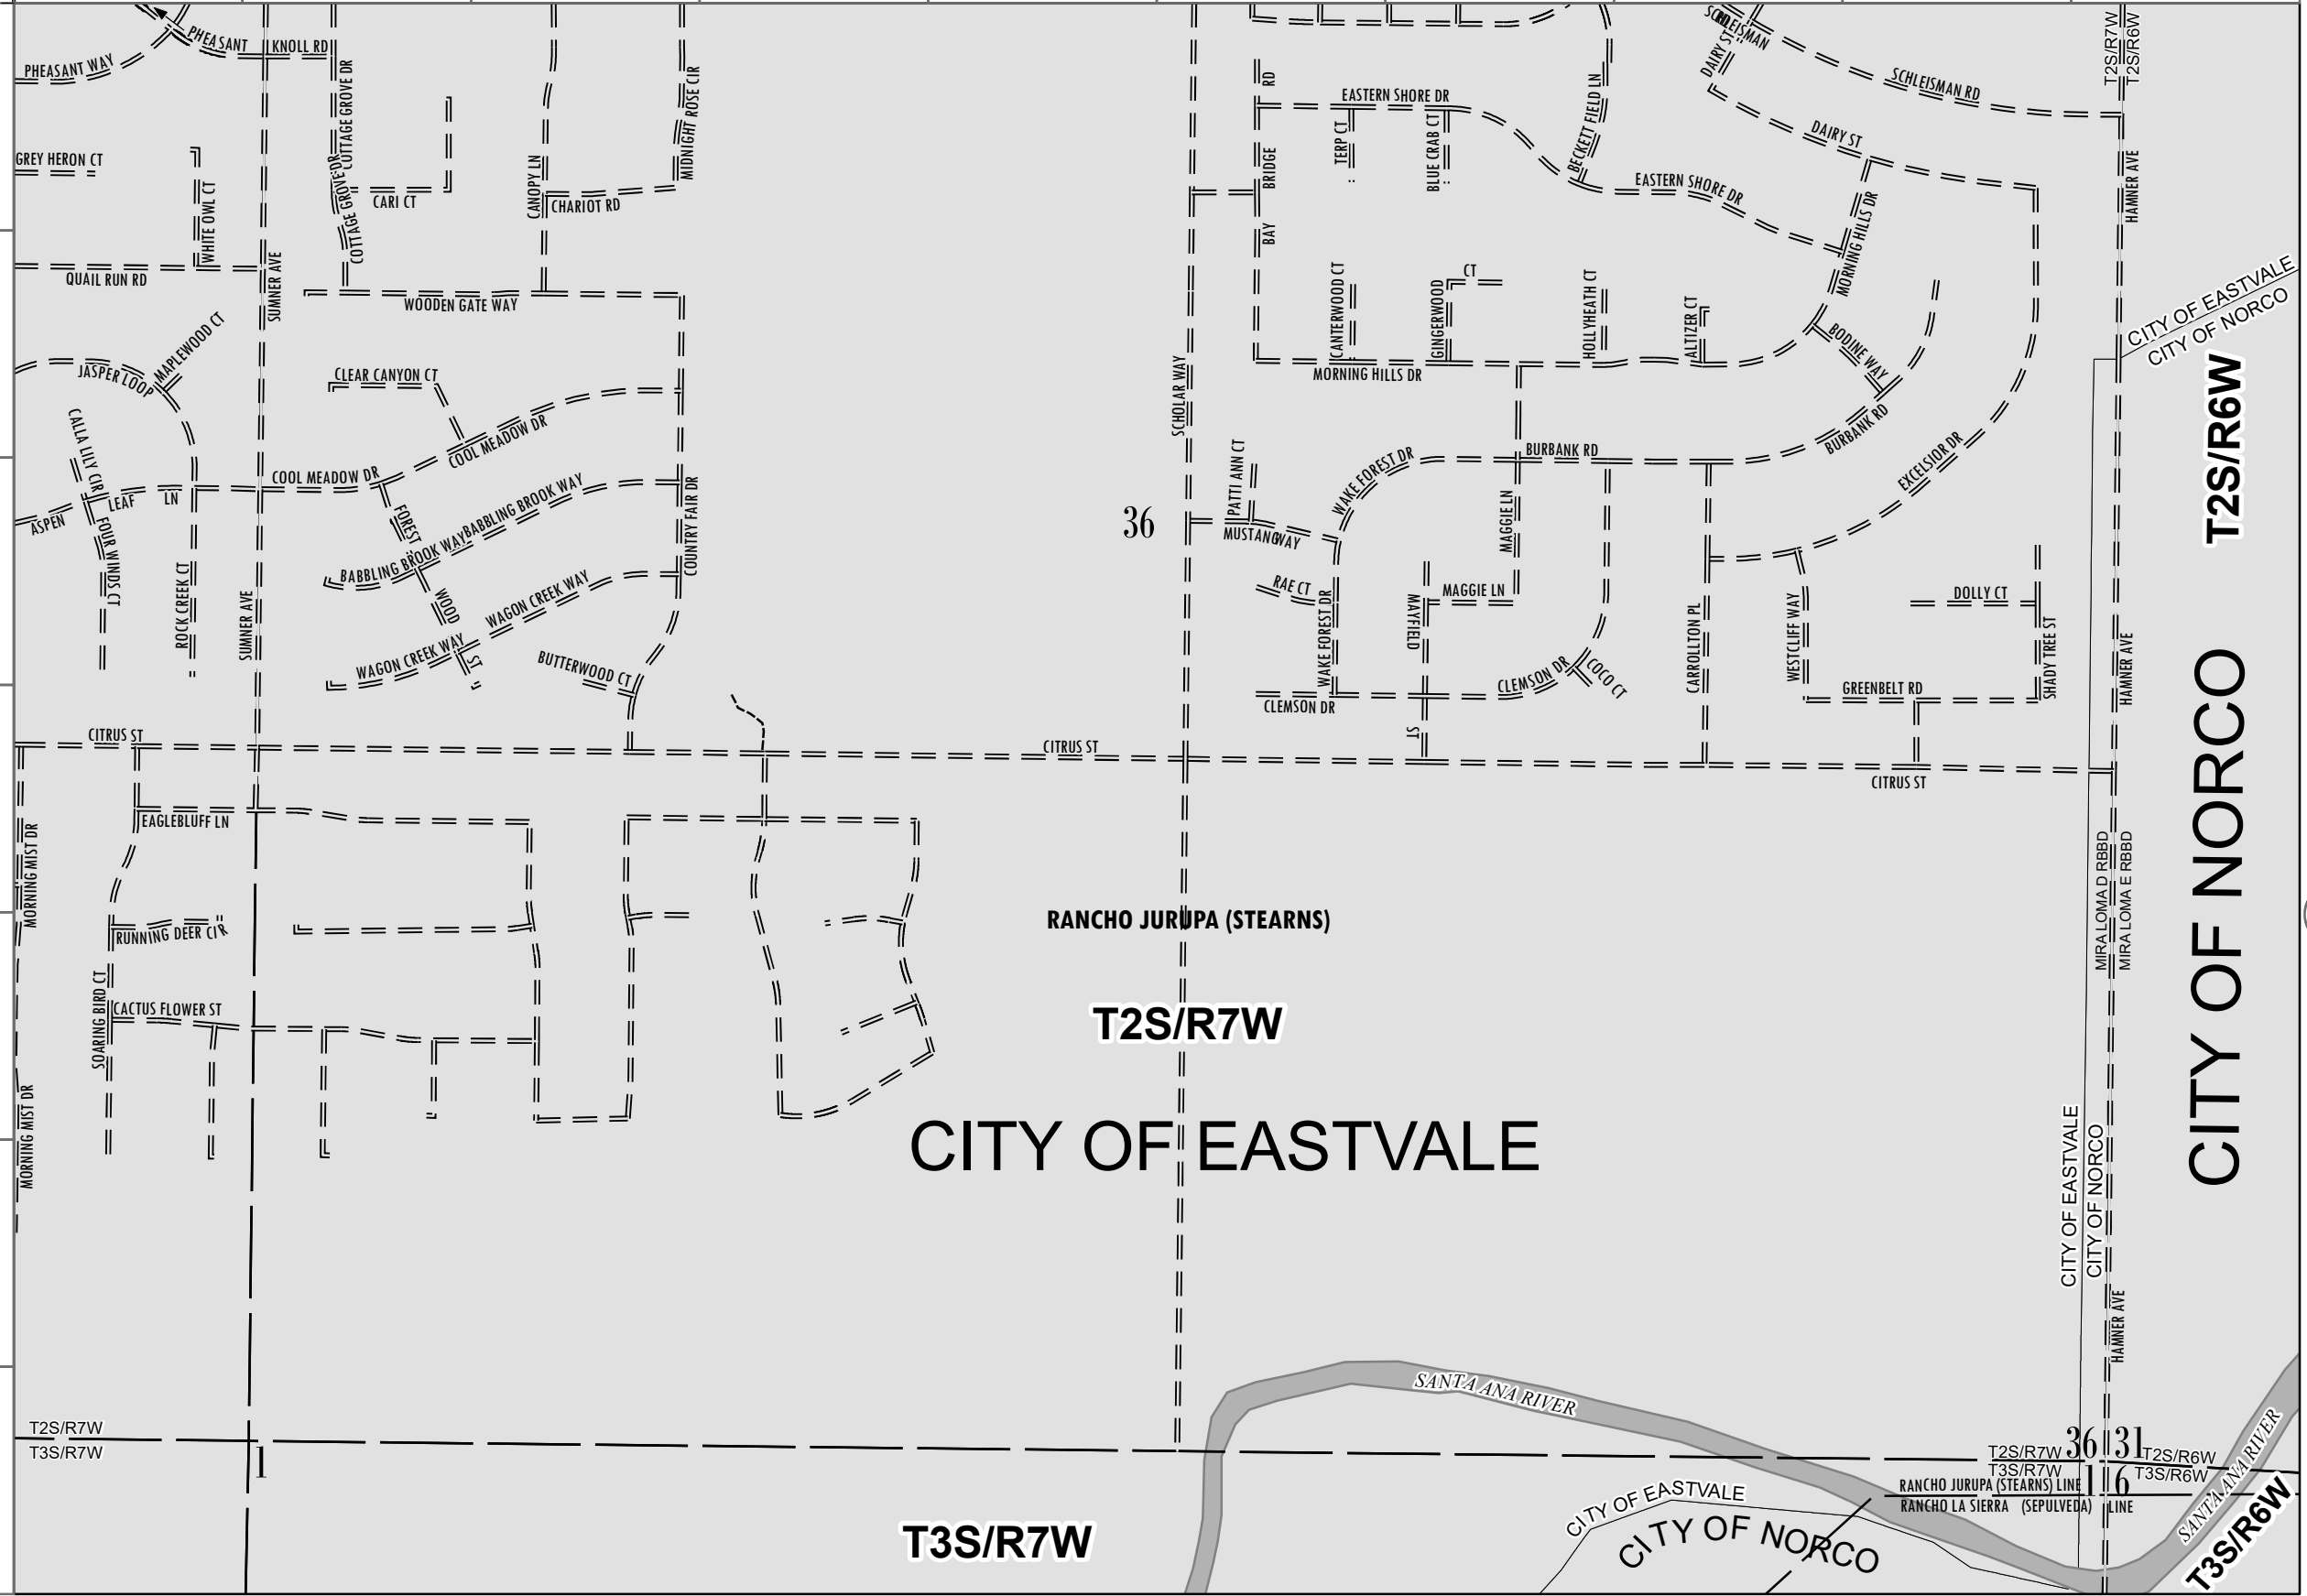 PHEASANT KNOLL RD
PHEASANT WAY
COTTAGE GROVE DR
COTTAGE GROVE DR
MIDNIGHT ROSE CIR
GREY HERON CT
WHITE OWL CT
CARI CT
CANOPY LN
CHARIOT RD
QUAIL RUN RD
SUMNER AVE
WOODEN GATE WAY
MAPLEWOOD CT
JASPER LOOP
CLEAR CANYON CT
COOL MEADOW DR
CALLA LILY CIR
COOL MEADOW DR
ASPEN LEAF LN
FOUR WINDS CT
ROCK CREEK CT
SUMNER AVE
FOREST WOOD ST
BABBLING BROOK WAY
BABBLING BROOK WAY
COUNTRY FAIR DR
WAGON CREEK WAY
WAGON CREEK WAY
BUTTERWOOD CT
CITRUS ST
CITRUS ST
CITRUS ST
MORNING MIST DR
EAGLEBLUFF LN
RUNNING DEER CIR
SOARING BIRD CT
CACTUS FLOWER ST
MORNING MIST DR
SCHLEISMAN
SCHLEISMAN RD
DAIRY ST
DAIRY ST
T2S/R7W
T2S/R6W
BAY BRIDGE RD
EASTERN SHORE DR
TERP CT
BLUE CRAB CT
BECKETT FIELD LN
EASTERN SHORE DR
MORNING HILLS DR
HAMNER AVE
CITY OF EASTVALE
CITY OF NORCO
CANTERWOOD CT
GINGERWOOD CT
HOLLYHEATH CT
ALTIZER CT
BODINE WAY
MORNING HILLS DR
SCHOLAR WAY
BURBANK RD
BURBANK RD
EXCELSIOR DR
PATTI ANN CT
WAKE FOREST DR
36
MUSTANG WAY
MAGGIE LN
RAE CT
WAKE FOREST DR
MAYFIELD ST
MAGGIE LN
CARROLLTON PL
WESTCLIFF WAY
DOLLY CT
SHADY TREE ST
GREENBELT RD
CLEMSON DR
CLEMSON DR
COCO CT
HAMNER AVE
T2S/R6W
CITY OF NORCO
MIRA LOMA D RBBD
MIRA LOMA E RBBD
RANCHO JURUPA (STEARNS)
T2S/R7W
CITY OF EASTVALE
CITY OF EASTVALE
CITY OF NORCO
HAMNER AVE
SANTA ANA RIVER
T2S/R7W
T3S/R7W
1
T2S/R7W 36 31 T2S/R6W
T3S/R7W 1 6 T3S/R6W
RANCHO JURUPA (STEARNS) LINE
RANCHO LA SIERRA (SEPULVEDA) LINE
SANTA ANA RIVER
T3S/R7W
CITY OF EASTVALE
CITY OF NORCO
T3S/R6W